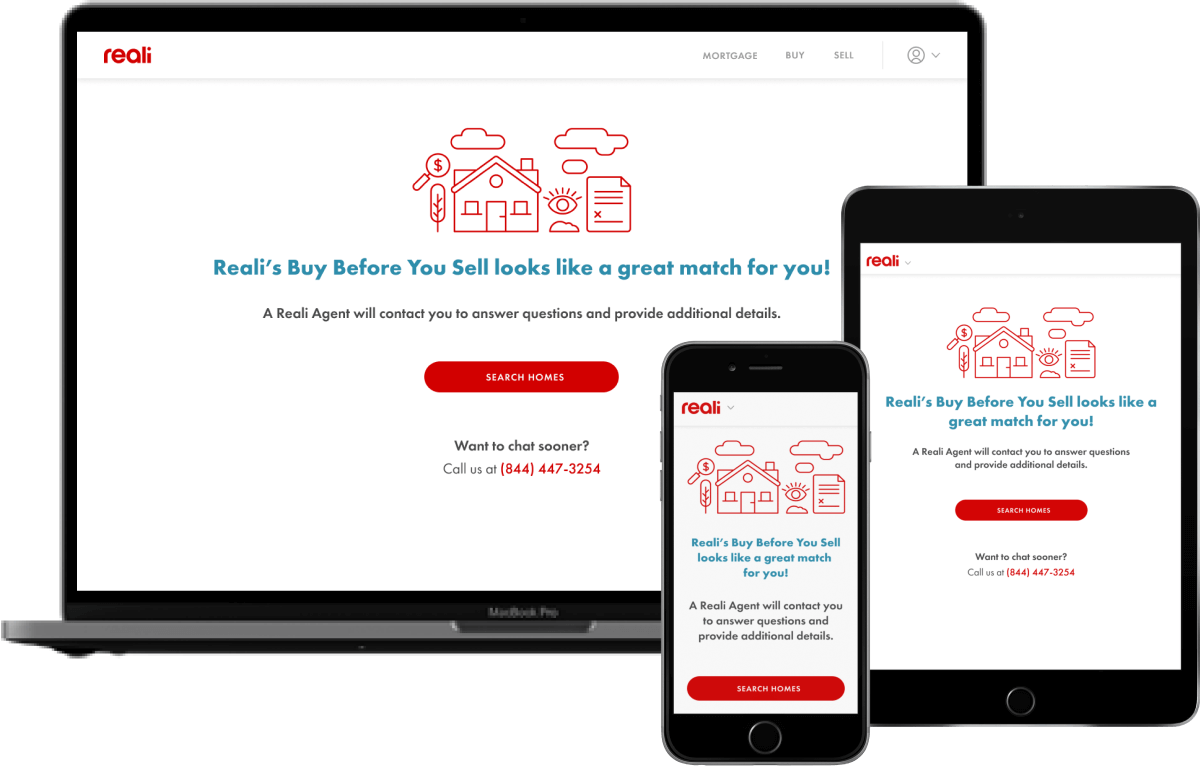 reali
MORTGAGE BUY SELL
$
Reali's Buy Before You Sell looks like a great match for you!
A Reali Agent will contact you to answer questions and provide additional details.
SEARCH HOMES
Want to chat sooner?
Call us at (844) 447-3254
MacBook Pro
reali
$
Reali's Buy Before You Sell
looks like a great match
for you!
A Reali Agent will contact you
to answer questions and
provide additional details.
SEARCH HOMES
reali
$
Reali's Buy Before You Sell looks like a
great match for you!
A Reali Agent will contact you to answer questions
and provide additional details.
SEARCH HOMES
Want to chat sooner?
Call us at (844) 447-3254